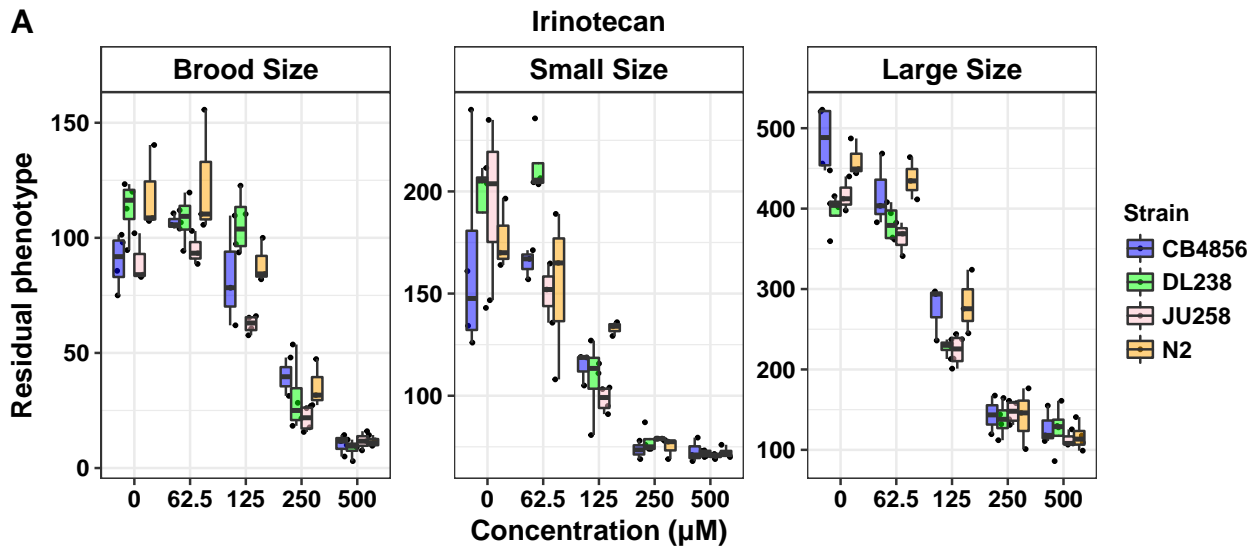 A
Irinotecan
Brood Size
Small Size
Large Size
Residual phenotype
150
100
50
0
200
150
100
500
400
300
200
100
0 62.5 125 250 500
0 62.5 125 250 500
0 62.5 125 250 500
Concentration (μM)
Strain
CB4856
DL238
JU258
N2